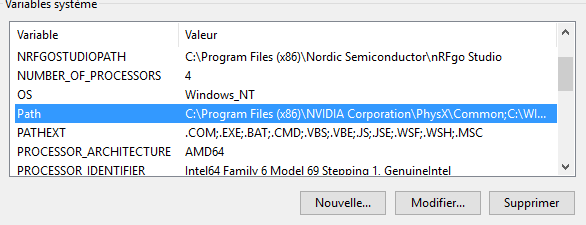 Variables système
Variable Valeur
NRFGOSTUDIOPATH C:\Program Files (x86)\Nordic Semiconductor\nRFgo Studio
NUMBER_OF_PROCESSORS 4
OS Windows_NT
Path C:\Program Files (x86)\NVIDIA Corporation\PhysX\Common;C:\WI...
PATHEXT .COM;.EXE;.BAT;.CMD;.VBS;.VBE;.JS;.JSE;.WSF;.WSH;.MSC
PROCESSOR_ARCHITECTURE AMD64
PROCESSOR_IDENTIFIER Intel64 Family 6 Model 69 Stepping 1, GenuineIntel
Nouvelle... Modifier... Supprimer